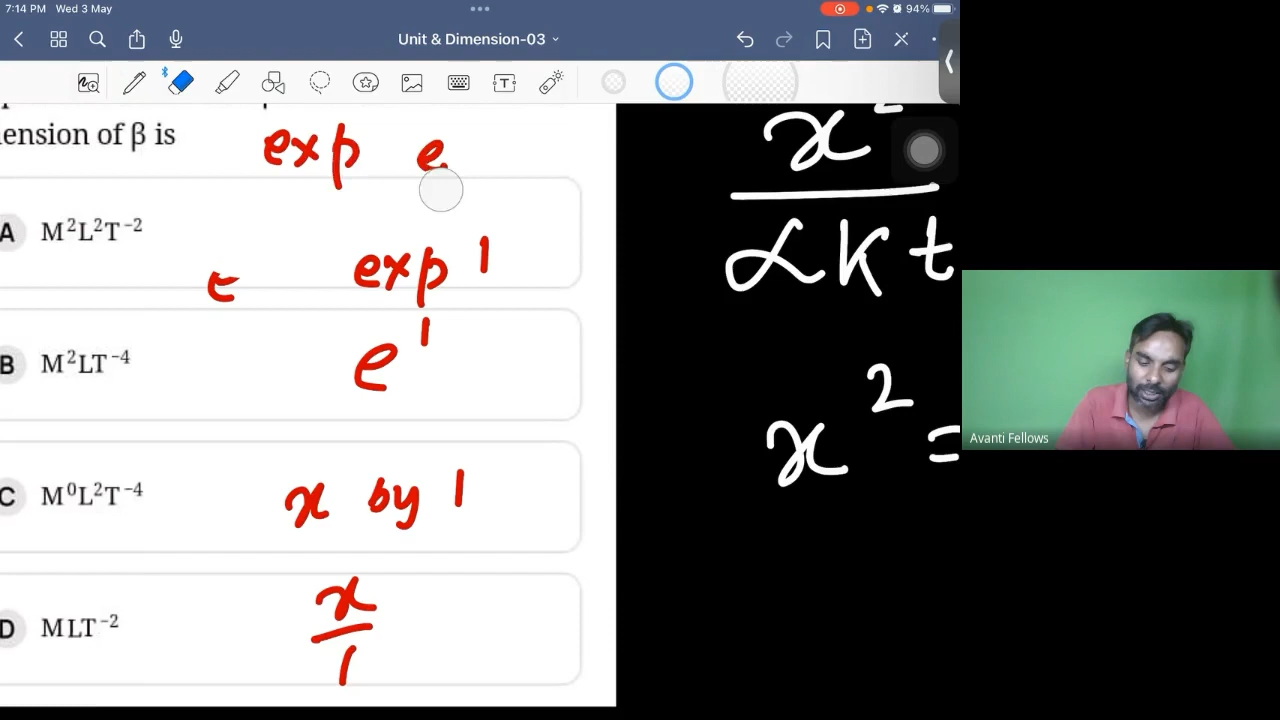 7:14 PM Wed 3 May
94%
Unit & Dimension-03
ension of β is
exp e
A M²L²T⁻²
exp 1
B M²LT⁻⁴
e¹
C M⁰L²T⁻⁴
x by 1
D MLT⁻²
x
1
x²
αkt
x² =
Avanti Fellows